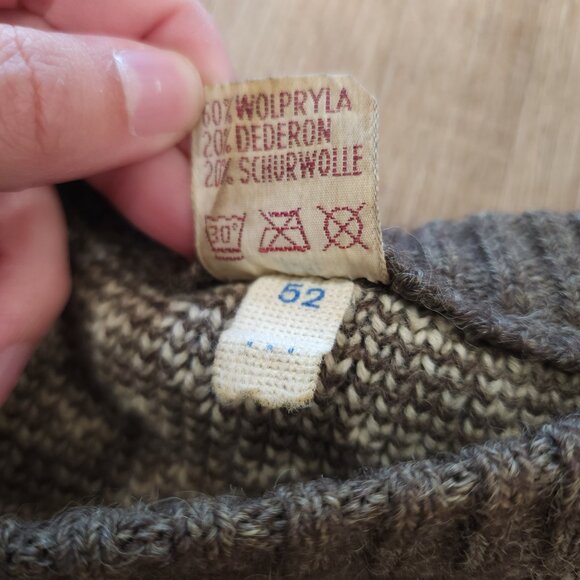 60% WOLPRYLA
20% DEDERON
20% SCHURWOLLE
30°
52